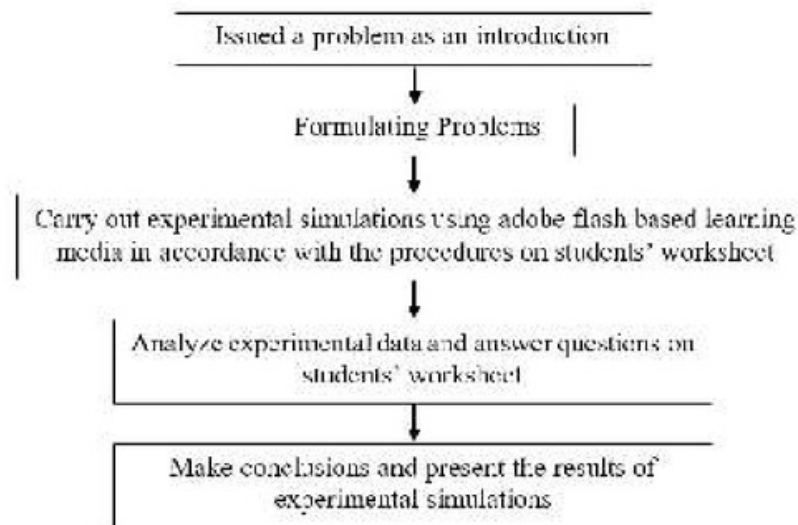 Issued a problem as an introduction
Formulating Problems
Carry out experimental simulations using adobe flash based learning
media in accordance with the procedures on students' worksheet
Analyze experimental data and answer questions on
students' worksheet
Make conclusions and present the results of
experimental simulations